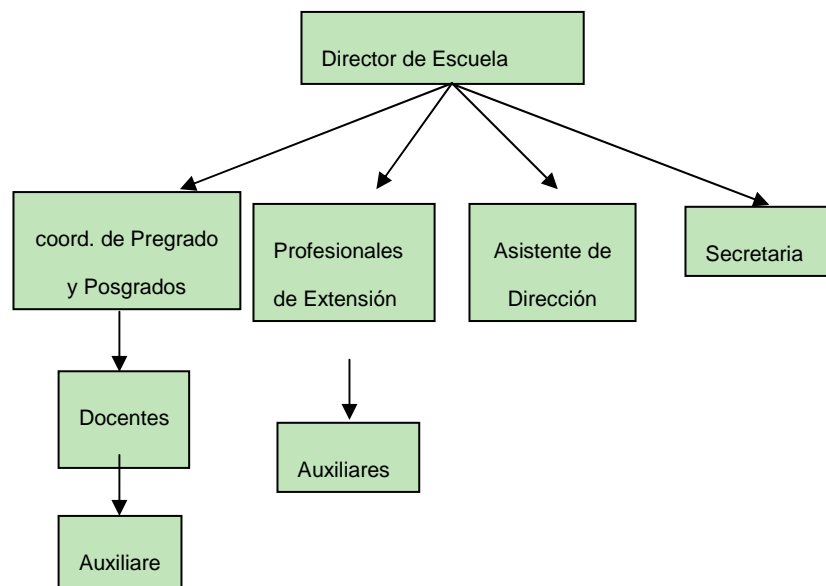 Director de Escuela
coord. de Pregrado
y Posgrados
Profesionales
de Extensión
Asistente de
Dirección
Secretaria
Docentes
Auxiliares
Auxiliare